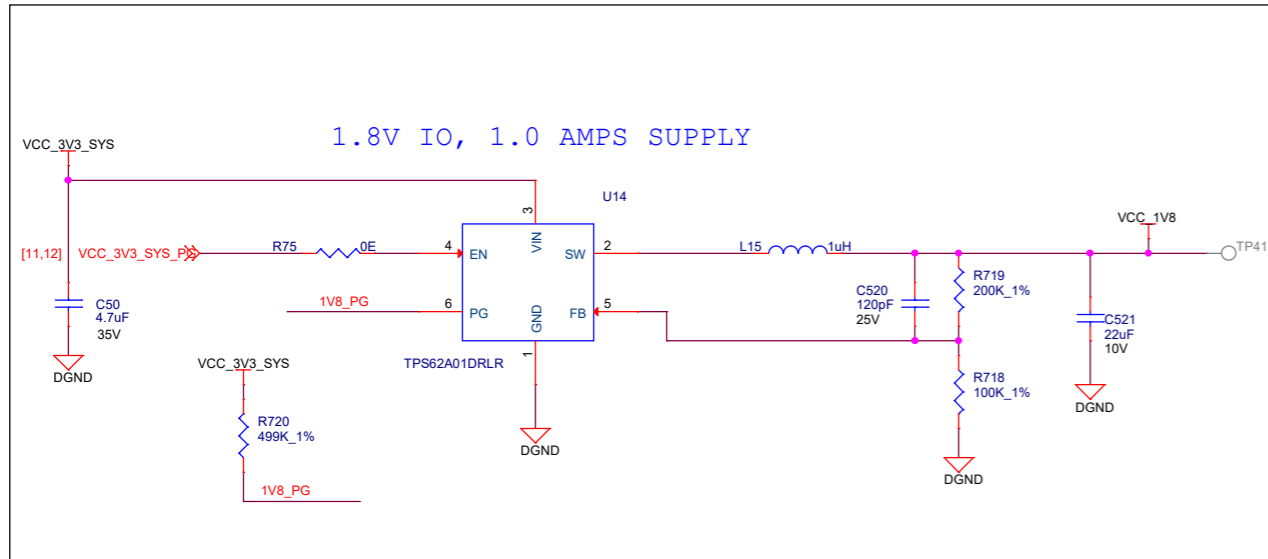 1.8V IO, 1.0 AMPS SUPPLY
VCC_3V3_SYS
U14
3
VIN
VCC_1V8
[11,12]
VCC_3V3_SYS_PG
R75
0E
4
EN
SW
2
L15
1uH
TP41
C50
4.7uF
35V
DGND
1V8_PG
6
PG
GND
FB
5
1
TPS62A01DRLR
C520
120pF
25V
R719
200K_1%
C521
22uF
10V
DGND
R718
100K_1%
DGND
DGND
VCC_3V3_SYS
R720
499K_1%
1V8_PG